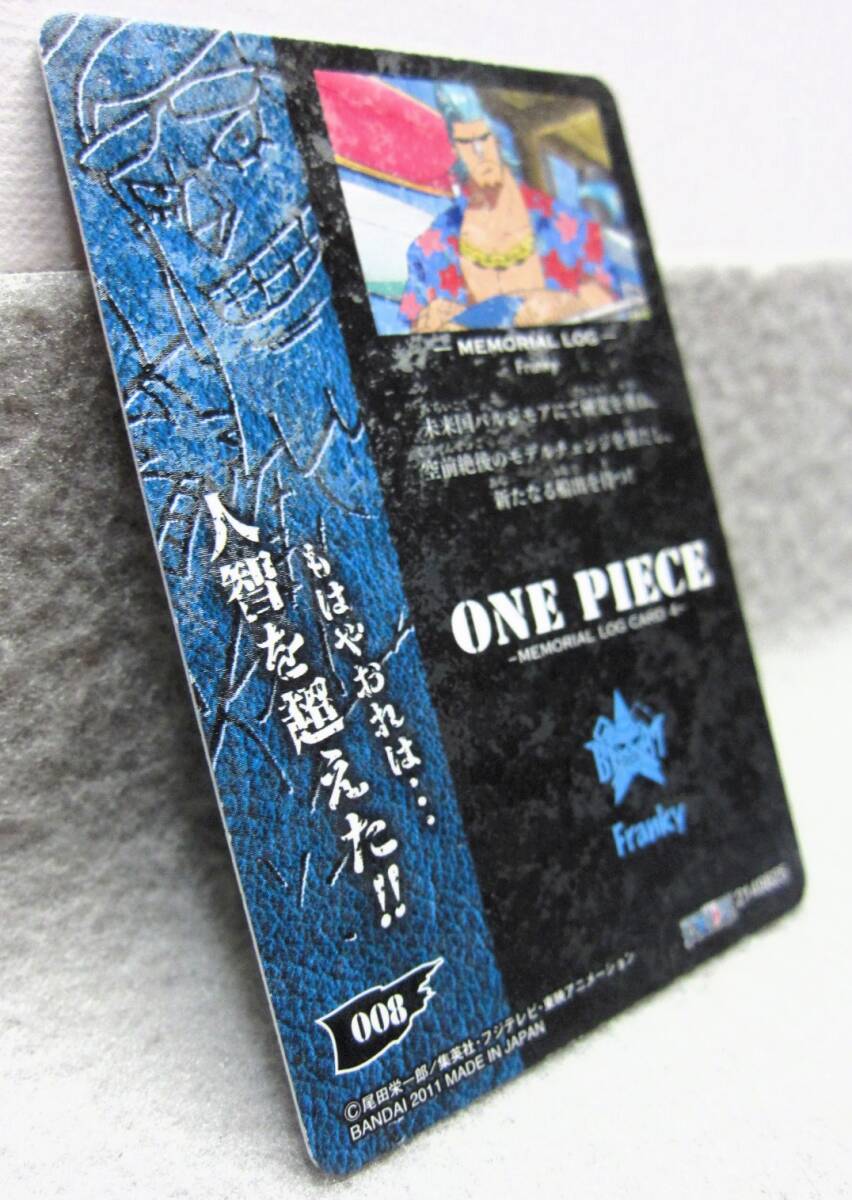 — MEMORIAL LOG —
Franky
未来国バルジモアにて研究を重ね、
空前絶後のモデルチェンジを果たし、
新たなる船出を待つ!
もはやおれは…
人智を超えた!!
ONE PIECE
-MEMORIAL LOG CARD 4-
Franky
008
©尾田栄一郎/集英社・フジテレビ・東映アニメーション
BANDAI 2011 MADE IN JAPAN